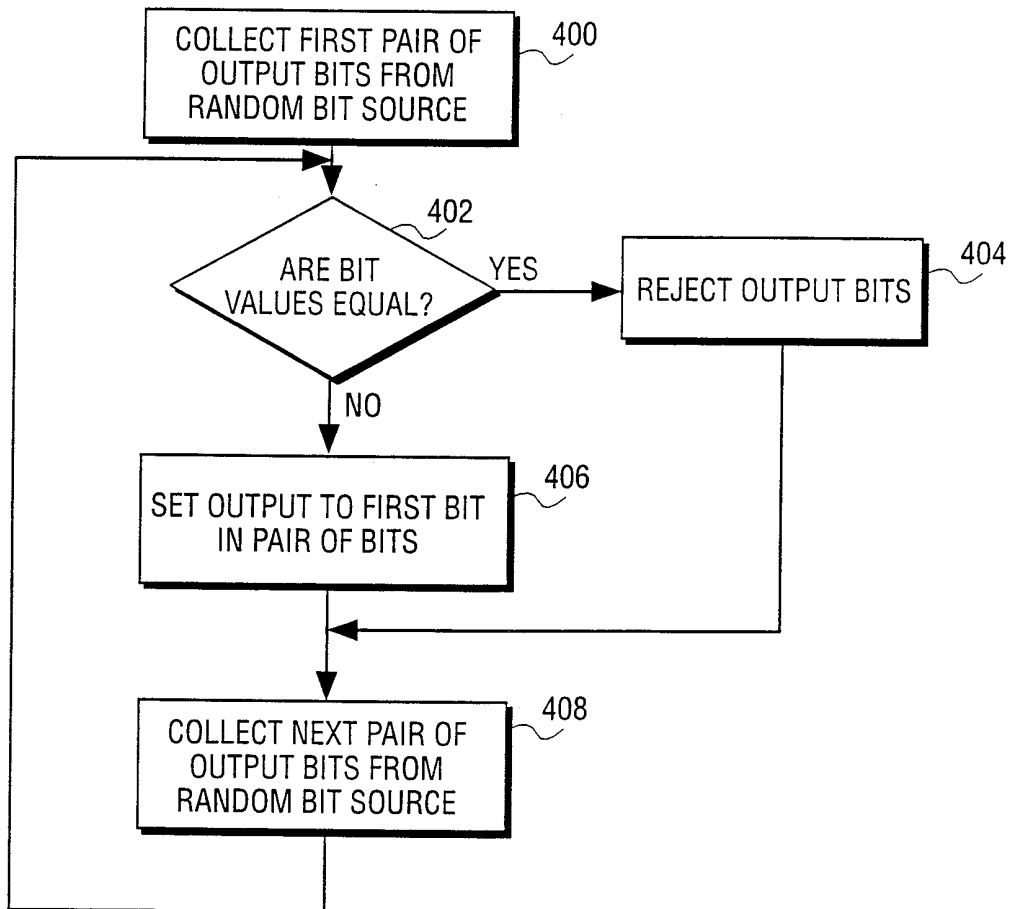 COLLECT FIRST PAIR OF
OUTPUT BITS FROM
RANDOM BIT SOURCE
400
402
ARE BIT
VALUES EQUAL?
YES
404
REJECT OUTPUT BITS
NO
406
SET OUTPUT TO FIRST BIT
IN PAIR OF BITS
408
COLLECT NEXT PAIR OF
OUTPUT BITS FROM
RANDOM BIT SOURCE